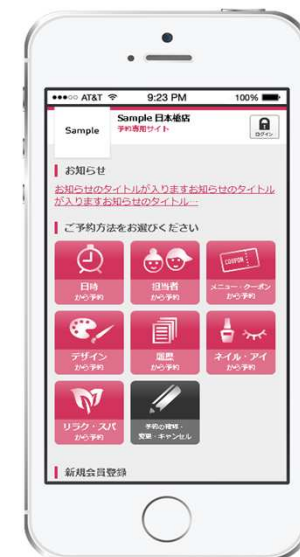 AT&T 9:23 PM 100%
Sample
Sample 日本橋店
予約専用サイト
ログイン
お知らせ
お知らせのタイトルが入りますお知らせのタイトル
が入りますお知らせのタイトル…
ご予約方法をお選びください
日時
から予約
担当者
から予約
COUPON
メニュー・クーポン
から予約
デザイン
から予約
履歴
から予約
ネイル・アイ
から予約
リラク・スパ
から予約
予約の確認・
変更・キャンセル
新規会員登録